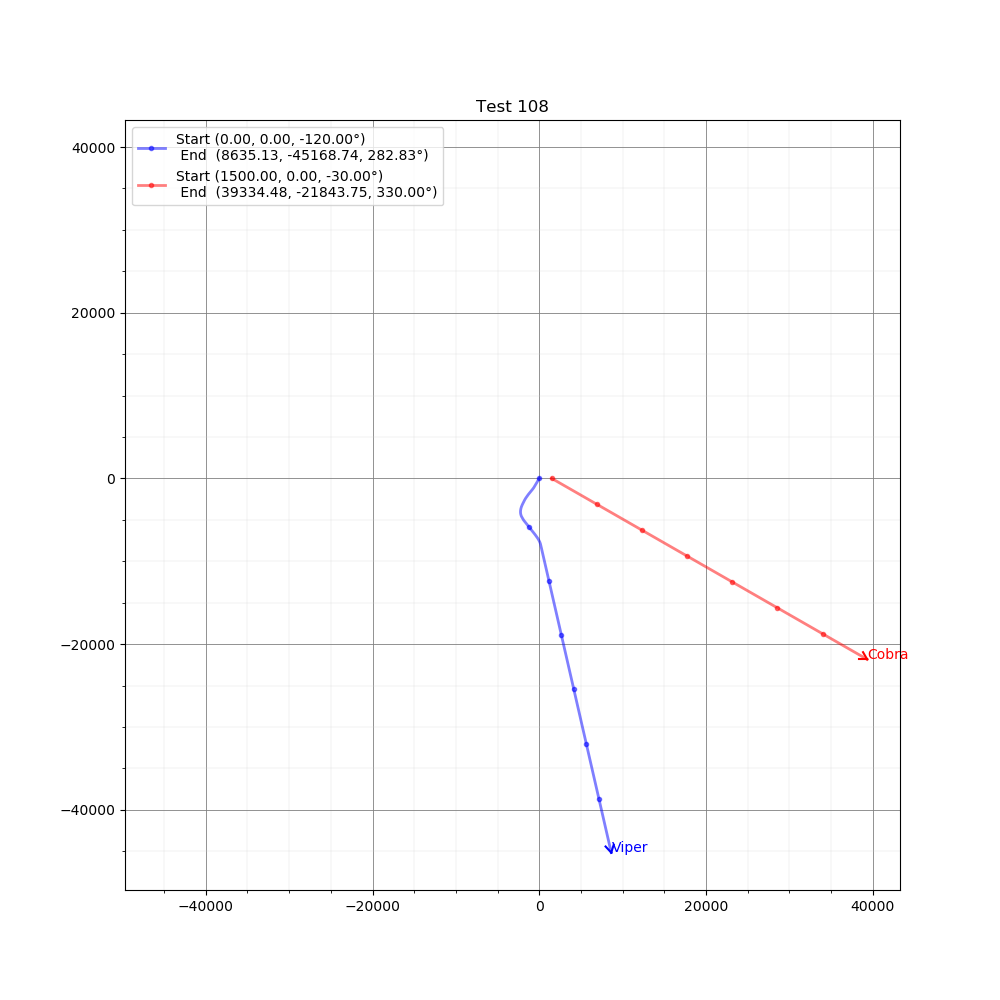 Test 108
Start (0.00, 0.00, -120.00°)
End (8635.13, -45168.74, 282.83°)
Start (1500.00, 0.00, -30.00°)
End (39334.48, -21843.75, 330.00°)
40000
20000
0
−20000
−40000
Cobra
Viper
−40000
−20000
0
20000
40000